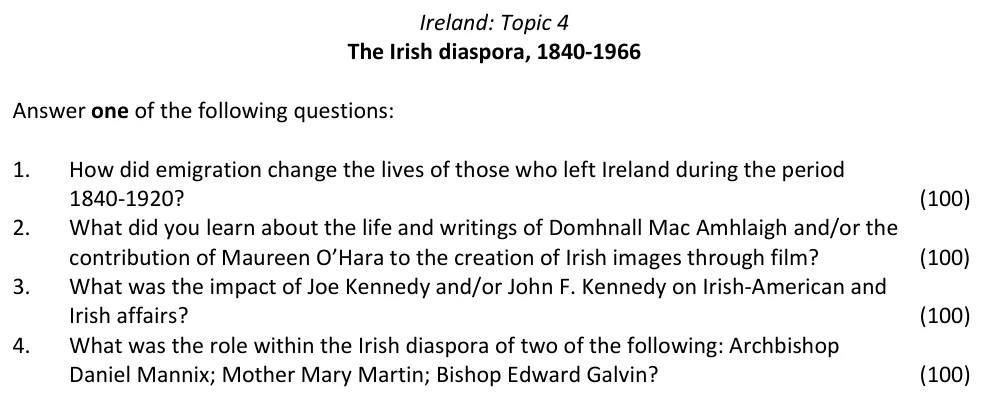 Ireland: Topic 4
The Irish diaspora, 1840-1966
Answer one of the following questions:
1. How did emigration change the lives of those who left Ireland during the period
1840-1920? (100)
2. What did you learn about the life and writings of Domhnall Mac Amhlaigh and/or the
contribution of Maureen O’Hara to the creation of Irish images through film? (100)
3. What was the impact of Joe Kennedy and/or John F. Kennedy on Irish-American and
Irish affairs? (100)
4. What was the role within the Irish diaspora of two of the following: Archbishop
Daniel Mannix; Mother Mary Martin; Bishop Edward Galvin? (100)